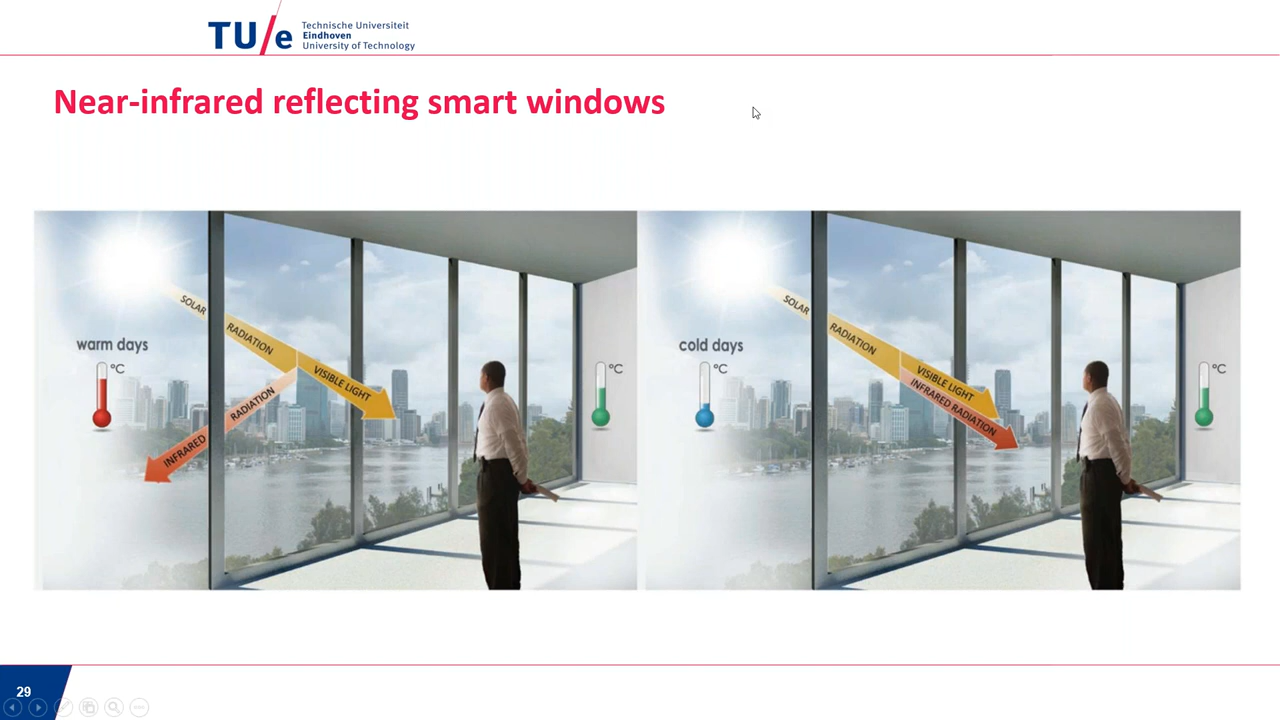 TU/e
Technische Universiteit
Eindhoven
University of Technology
Near-infrared reflecting smart windows
warm days
°C
SOLAR RADIATION
VISIBLE LIGHT
INFRARED RADIATION
°C
cold days
°C
SOLAR RADIATION
VISIBLE LIGHT
INFRARED RADIATION
°C
29